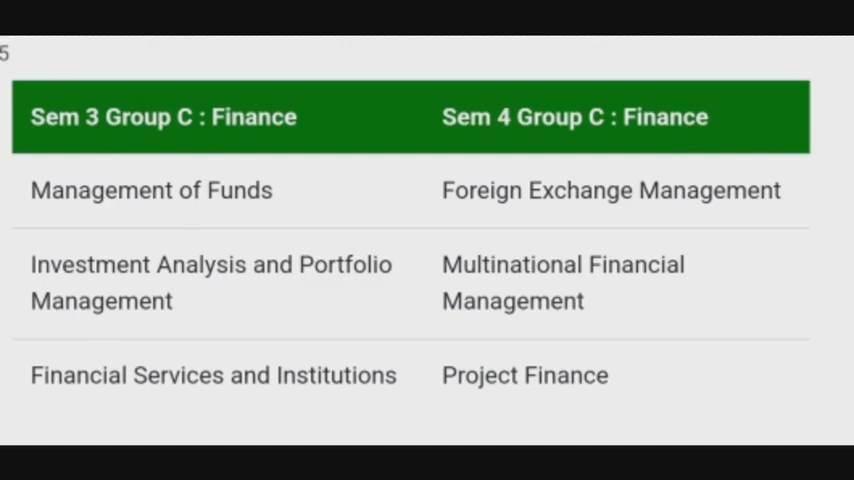 5
Sem 3 Group C : Finance Sem 4 Group C : Finance
Management of Funds Foreign Exchange Management
Investment Analysis and Portfolio Multinational Financial
Management Management
Financial Services and Institutions Project Finance